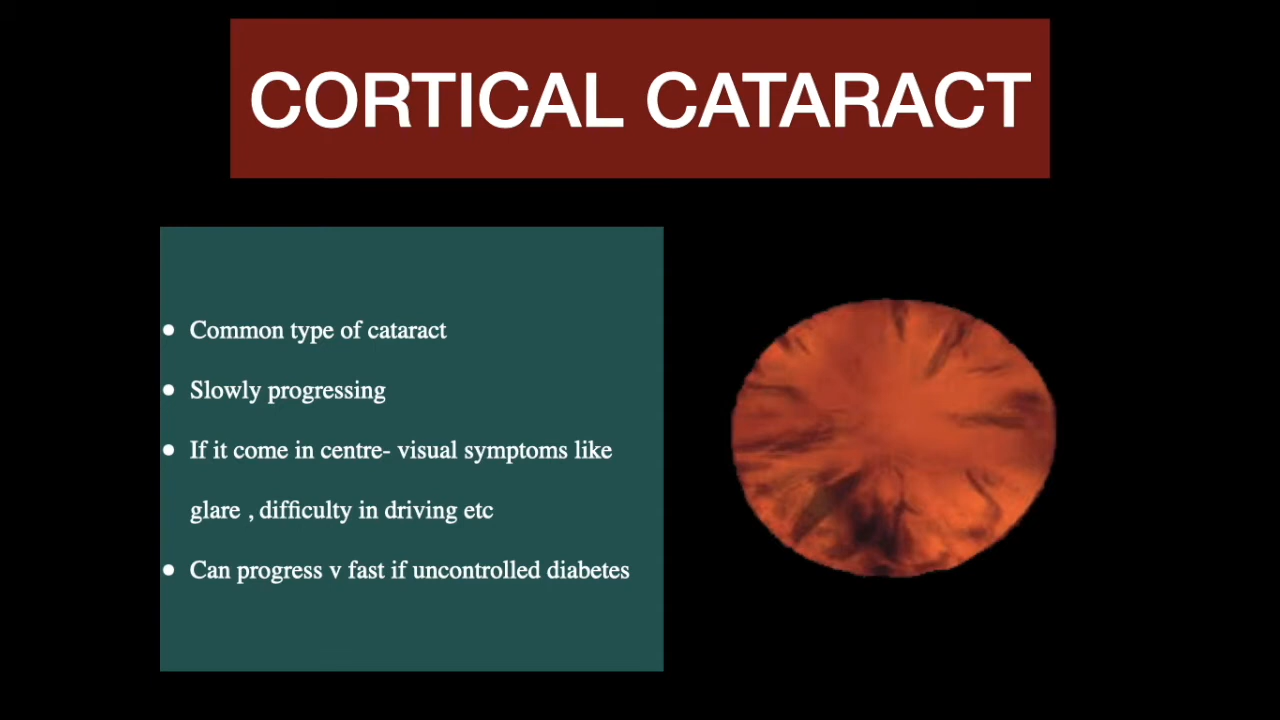 CORTICAL CATARACT
• Common type of cataract
• Slowly progressing
• If it come in centre- visual symptoms like
glare , difficulty in driving etc
• Can progress v fast if uncontrolled diabetes